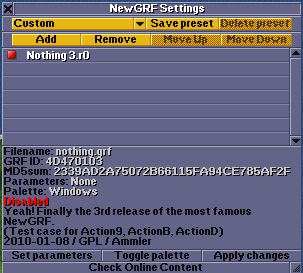 NewGRF Settings
Custom Save preset Delete preset
Add Remove Move Up Move Down
Nothing 3.r0
Filename: nothing.grf
GRF ID: 4D470103
MD5sum: 2339AD2A75072B66115FA94CE785AF2F
Parameters: None
Palette: Windows
Disabled
Yeah! Finally the 3rd release of the most famous
NewGRF.
(Test case for Action9, ActionB, ActionD)
2010-01-08 / GPL / Ammler
Set parameters Toggle palette Apply changes
Check Online Content